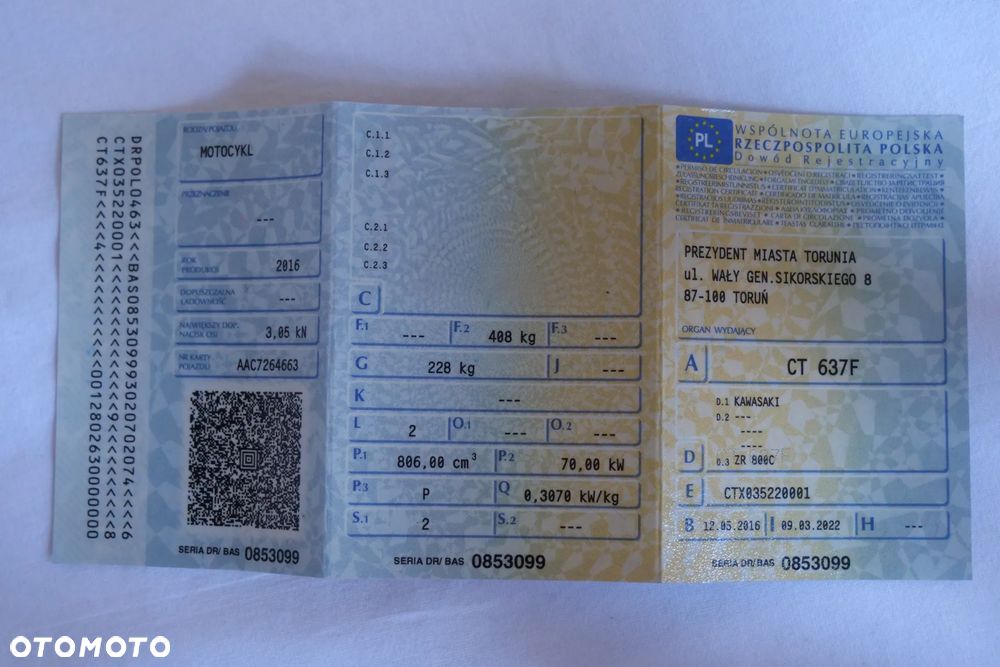 DRPOL0463<<BAS085309930207020 74<<<<6
CTX035220001<<<<<<<<<<<<<9<<<<<<8
CT637F<<<<4<<<<<<<<0012802630000000
RODZAJ POJAZDU
MOTOCYKL
PRZEZNACZENIE
---
ROK PRODUKCJI
2016
DOPUSZCZALNA ŁADOWNOŚĆ
---
NAJWIĘKSZY DOP. NACISK OSI
3,05 kN
NR KARTY POJAZDU
AAC7264663
SERIA DR/ BAS 0853099
C.1.1
C.1.2
C.1.3
C.2.1
C.2.2
C.2.3
C
F.1 --- F.2 408 kg F.3 ---
G 228 kg J ---
K ---
L 2 O.1 --- O.2 ---
P.1 806,00 cm³ P.2 70,00 kW
P.3 P Q 0,3070 kW/kg
S.1 2 S.2 ---
SERIA DR/ BAS 0853099
PL
WSPÓLNOTA EUROPEJSKA
RZECZPOSPOLITA POLSKA
Dowód Rejestracyjny
PREZYDENT MIASTA TORUNIA
ul. WAŁY GEN.SIKORSKIEGO 8
87-100 TORUŃ
ORGAN WYDAJĄCY
A CT 637F
D.1 KAWASAKI
D.2 ---
----
----
D D.3 ZR 800C
E CTX035220001
B 12.05.2016 I 09.03.2022 H ---
SERIA DR/ BAS 0853099
OTOMOTO